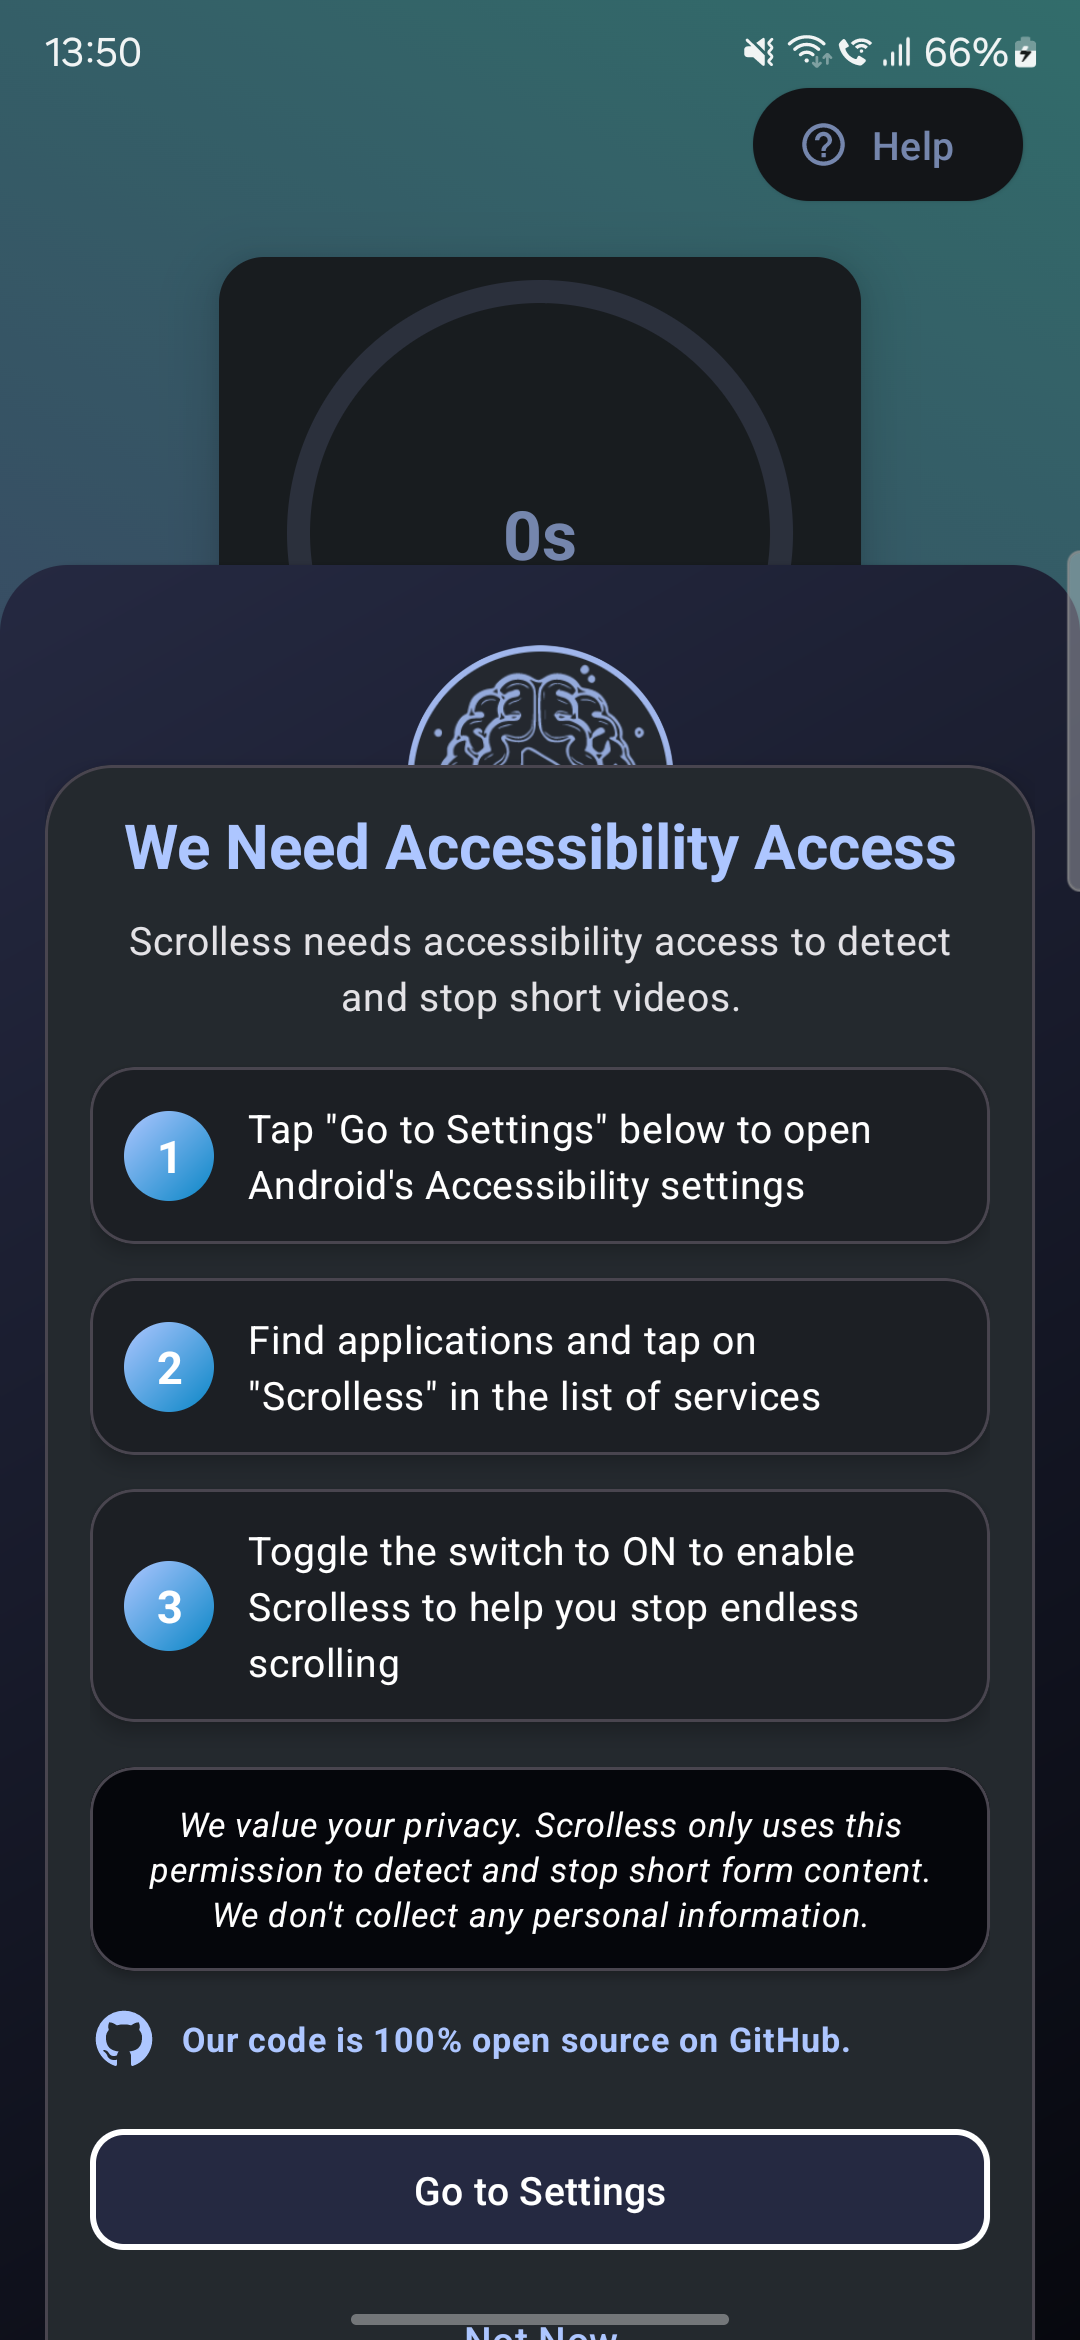 13:50
66%
Help
0s
We Need Accessibility Access
Scrolless needs accessibility access to detect
and stop short videos.
1
Tap "Go to Settings" below to open
Android's Accessibility settings
2
Find applications and tap on
"Scrolless" in the list of services
3
Toggle the switch to ON to enable
Scrolless to help you stop endless
scrolling
We value your privacy. Scrolless only uses this
permission to detect and stop short form content.
We don't collect any personal information.
Our code is 100% open source on GitHub.
Go to Settings
Not Now